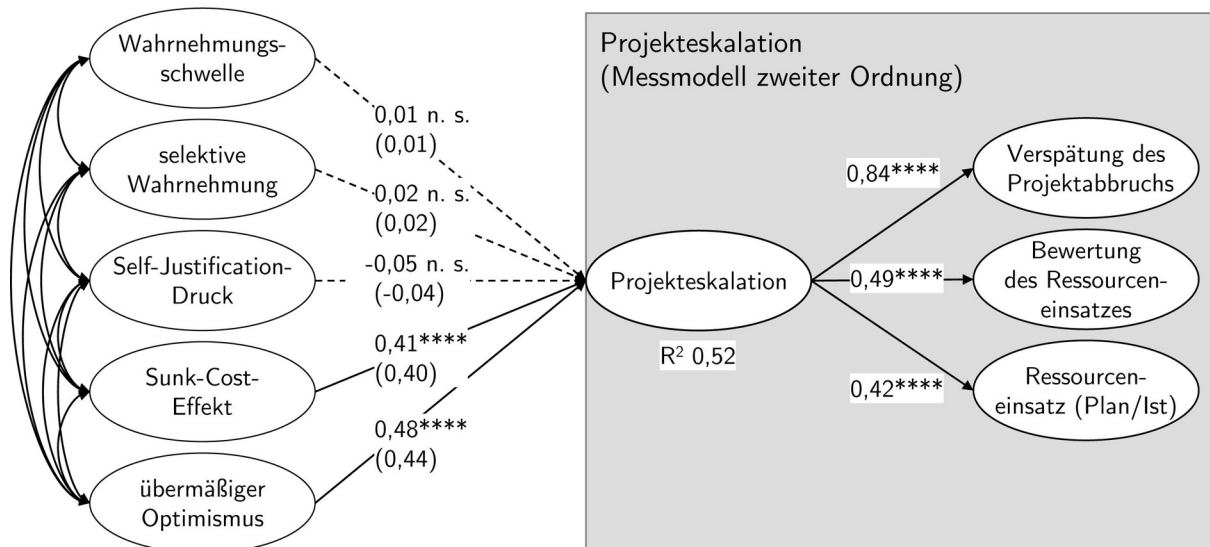 Wahrnehmungs-
schwelle
selektive
Wahrnehmung
Self-Justification-
Druck
Sunk-Cost-
Effekt
übermäßiger
Optimismus
0,01 n. s.
(0,01)
0,02 n. s.
(0,02)
-0,05 n. s.
(-0,04)
0,41****
(0,40)
0,48****
(0,44)
Projekteskalation
(Messmodell zweiter Ordnung)
Projekteskalation
R² 0,52
0,84****
0,49****
0,42****
Verspätung des
Projektabbruchs
Bewertung
des Ressourcen-
einsatzes
Ressourcen-
einsatz (Plan/Ist)